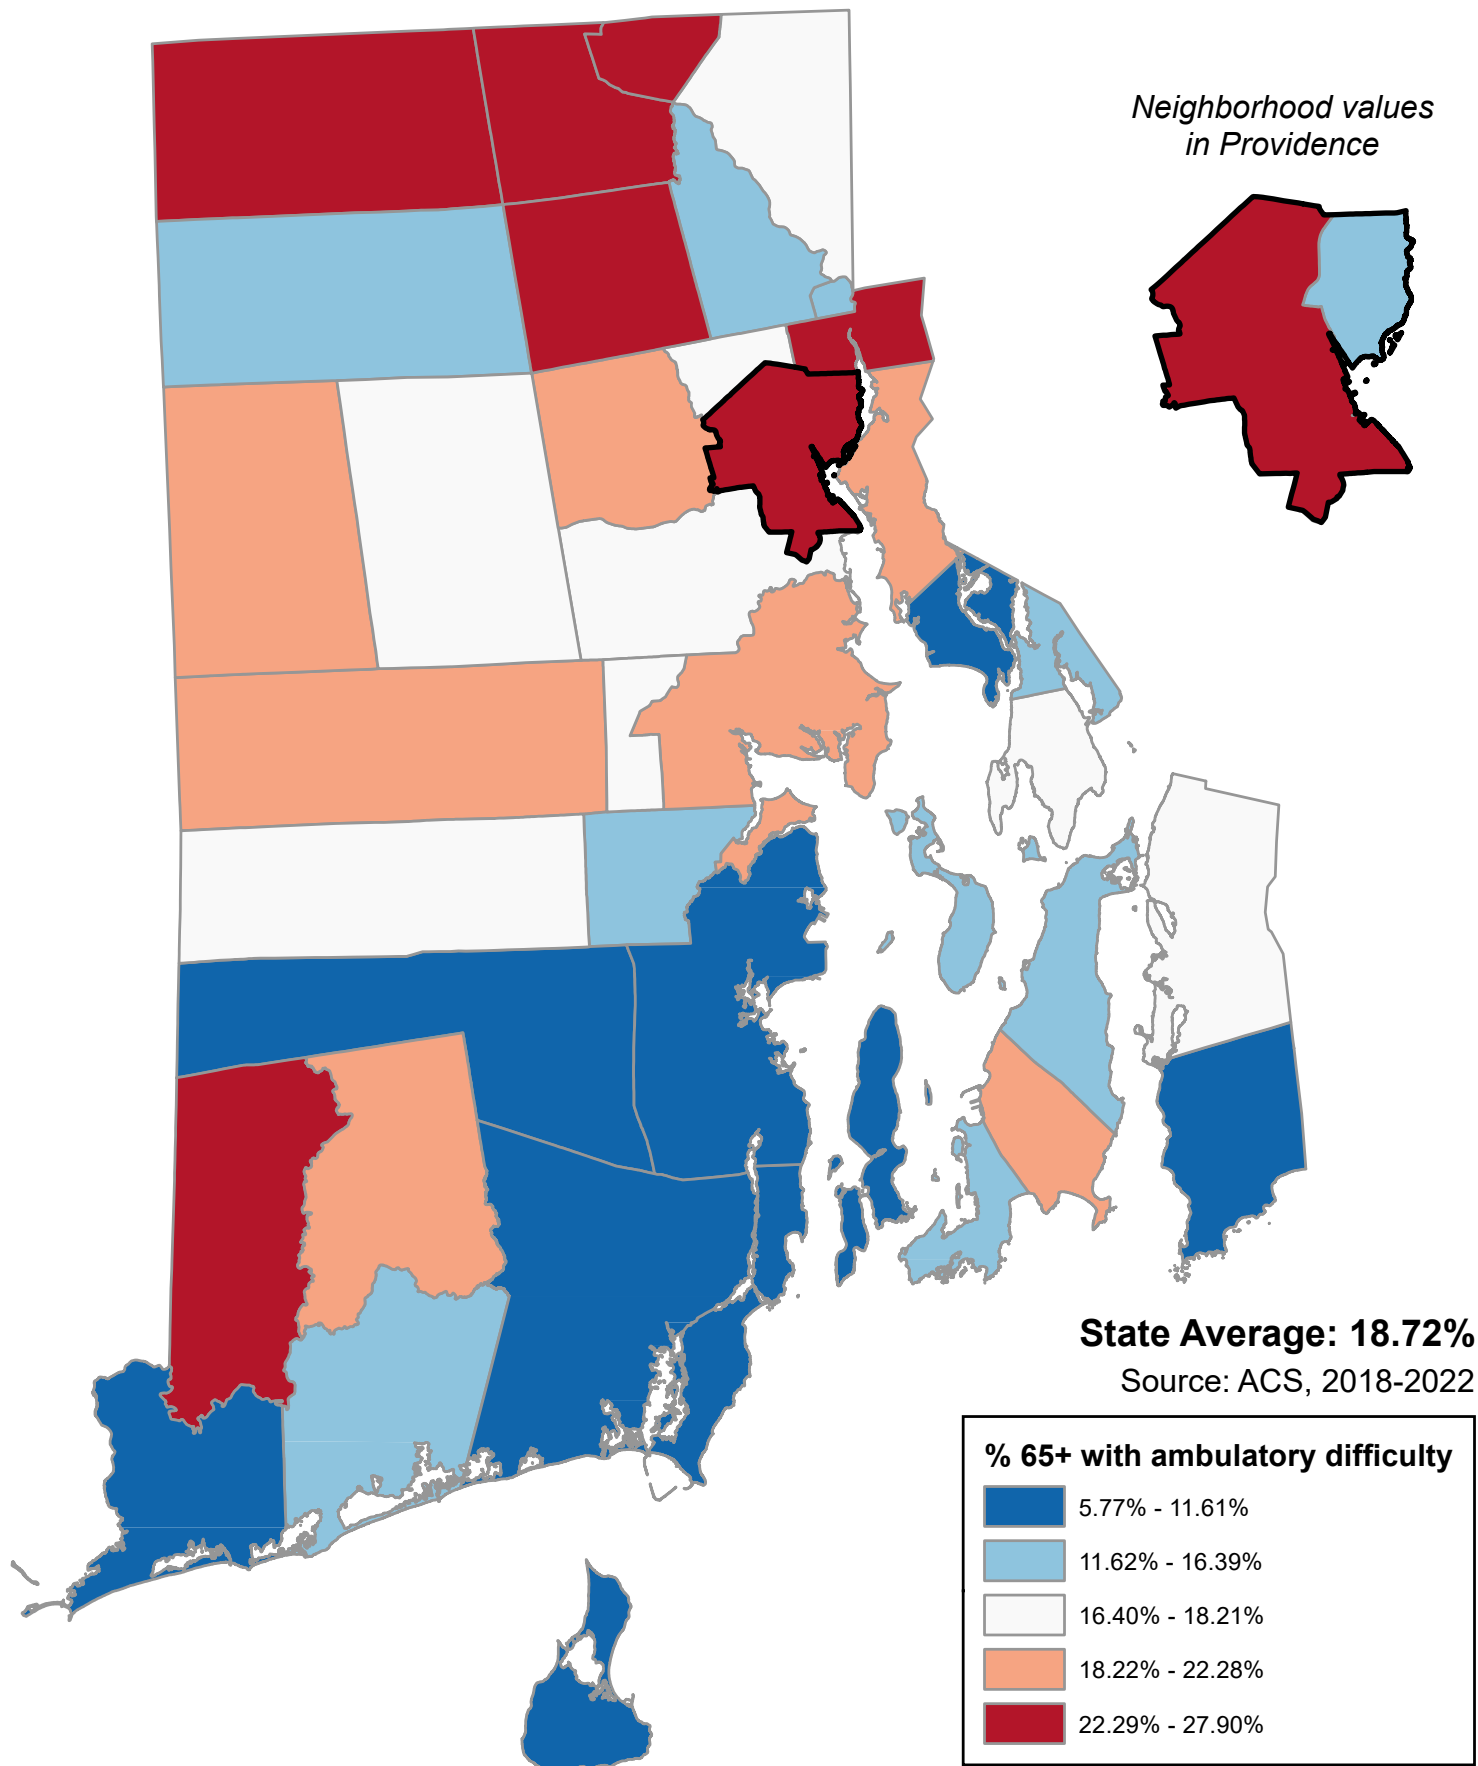 Neighborhood values
in Providence
State Average: 18.72%
Source: ACS, 2018-2022
% 65+ with ambulatory difficulty
5.77% - 11.61%
11.62% - 16.39%
16.40% - 18.21%
18.22% - 22.28%
22.29% - 27.90%